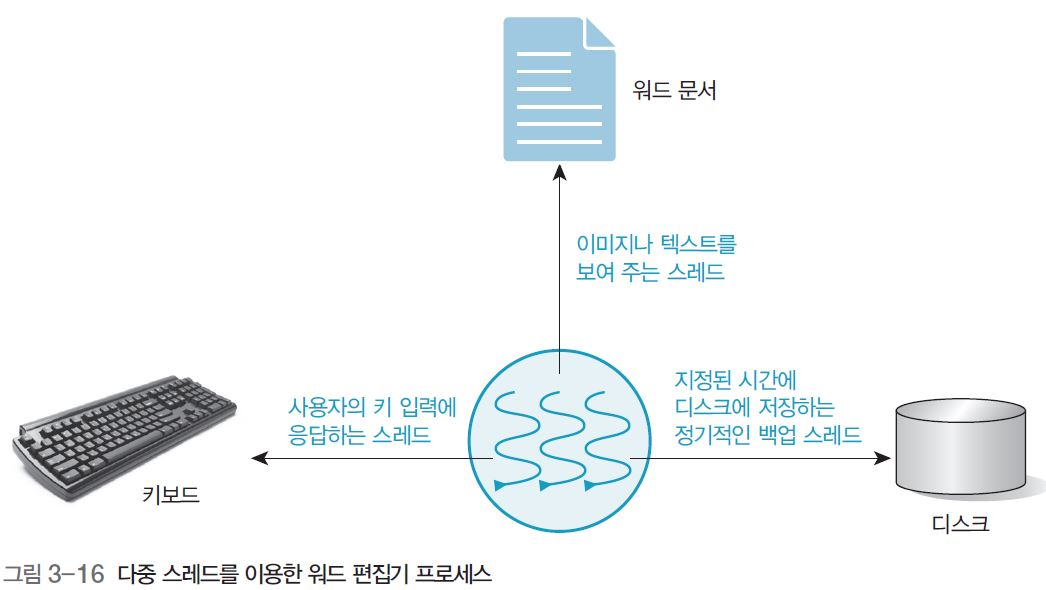 워드 문서
이미지나 텍스트를
보여 주는 스레드
사용자의 키 입력에
응답하는 스레드
지정된 시간에
디스크에 저장하는
정기적인 백업 스레드
키보드
디스크
그림 3-16 다중 스레드를 이용한 워드 편집기 프로세스